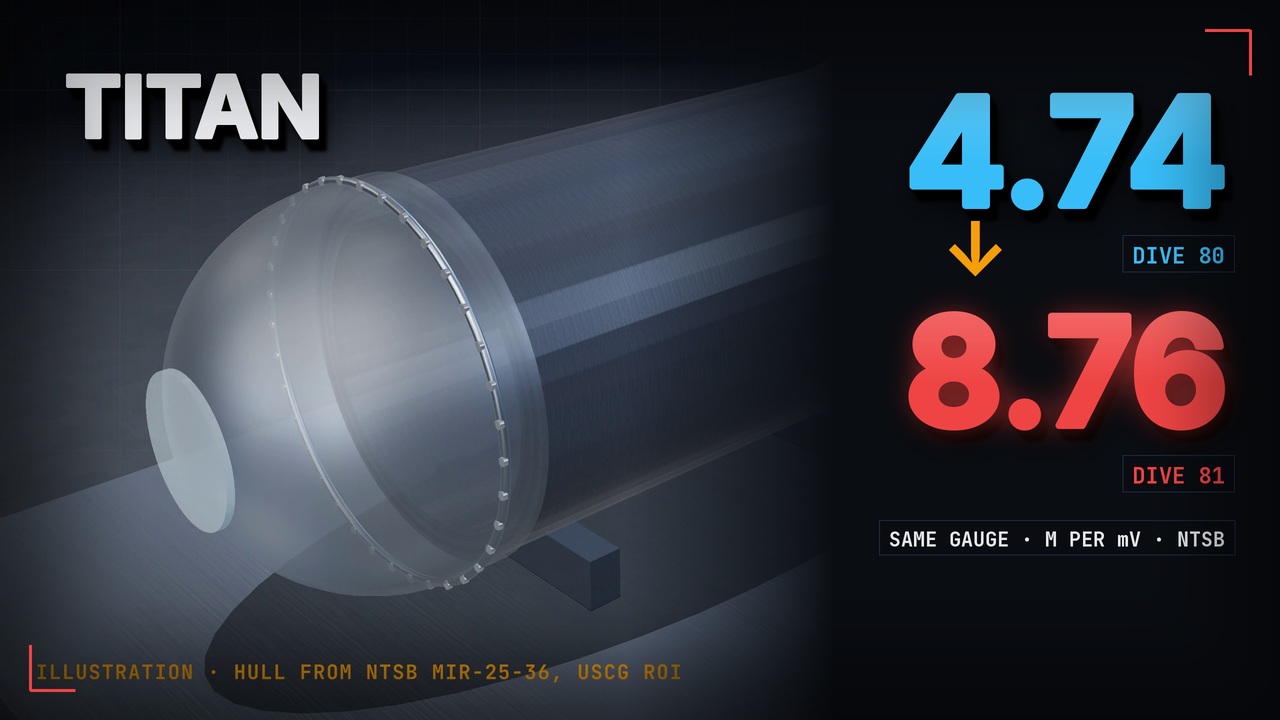 TITAN
4.74
DIVE 80
8.76
DIVE 81
SAME GAUGE · M PER mV · NTSB
ILLUSTRATION · HULL FROM NTSB MIR-25-36, USCG ROI